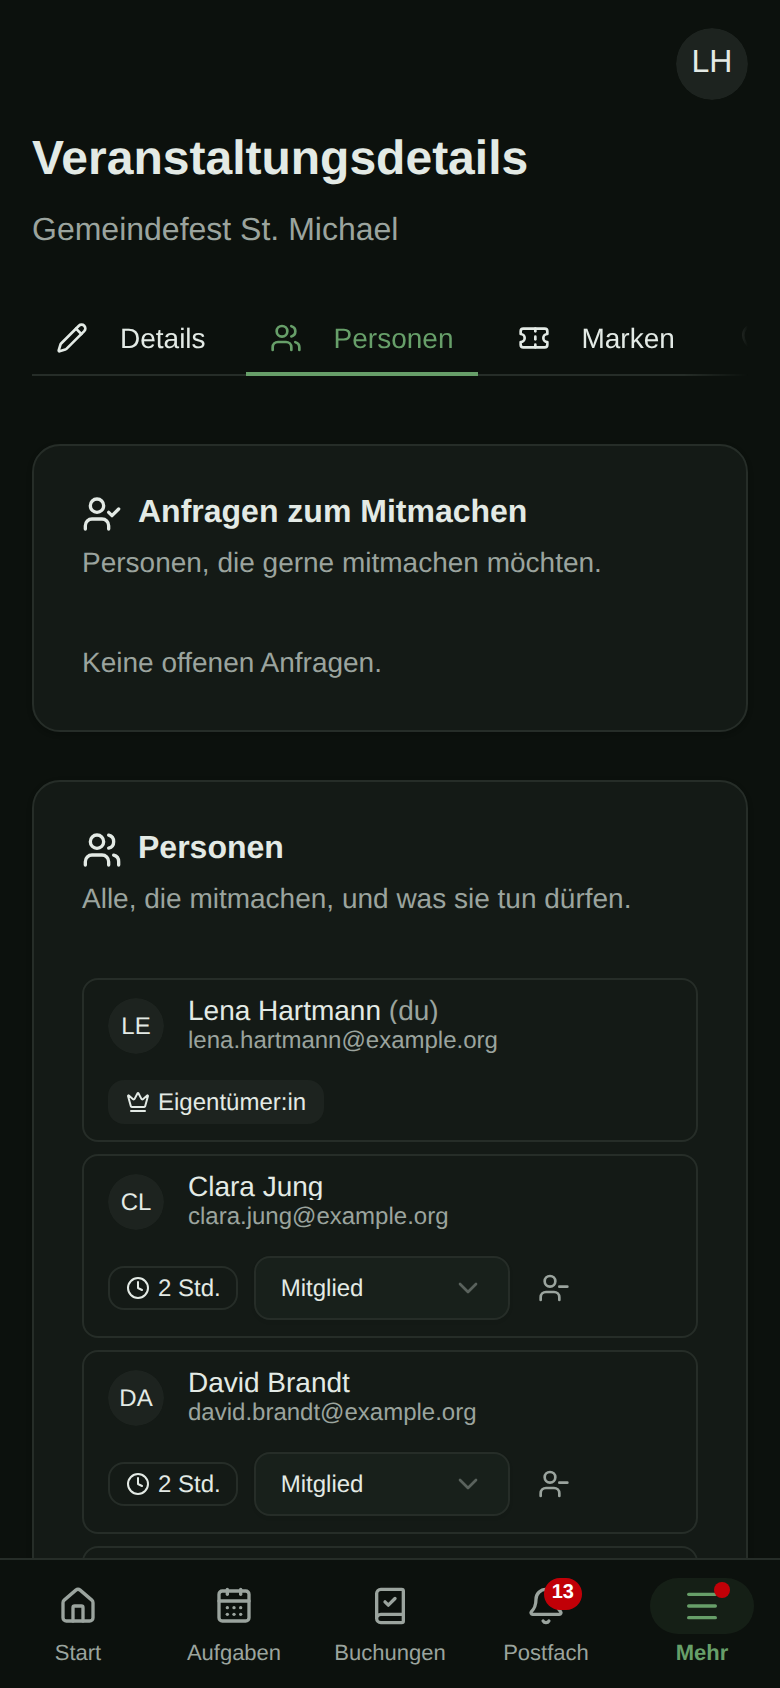 LH
Veranstaltungsdetails
Gemeindefest St. Michael
Details Personen Marken
Anfragen zum Mitmachen
Personen, die gerne mitmachen möchten.
Keine offenen Anfragen.
Personen
Alle, die mitmachen, und was sie tun dürfen.
LE
Lena Hartmann (du)
lena.hartmann@example.org
Eigentümer:in
CL
Clara Jung
clara.jung@example.org
2 Std. Mitglied
DA
David Brandt
david.brandt@example.org
2 Std. Mitglied
13
Start Aufgaben Buchungen Postfach Mehr